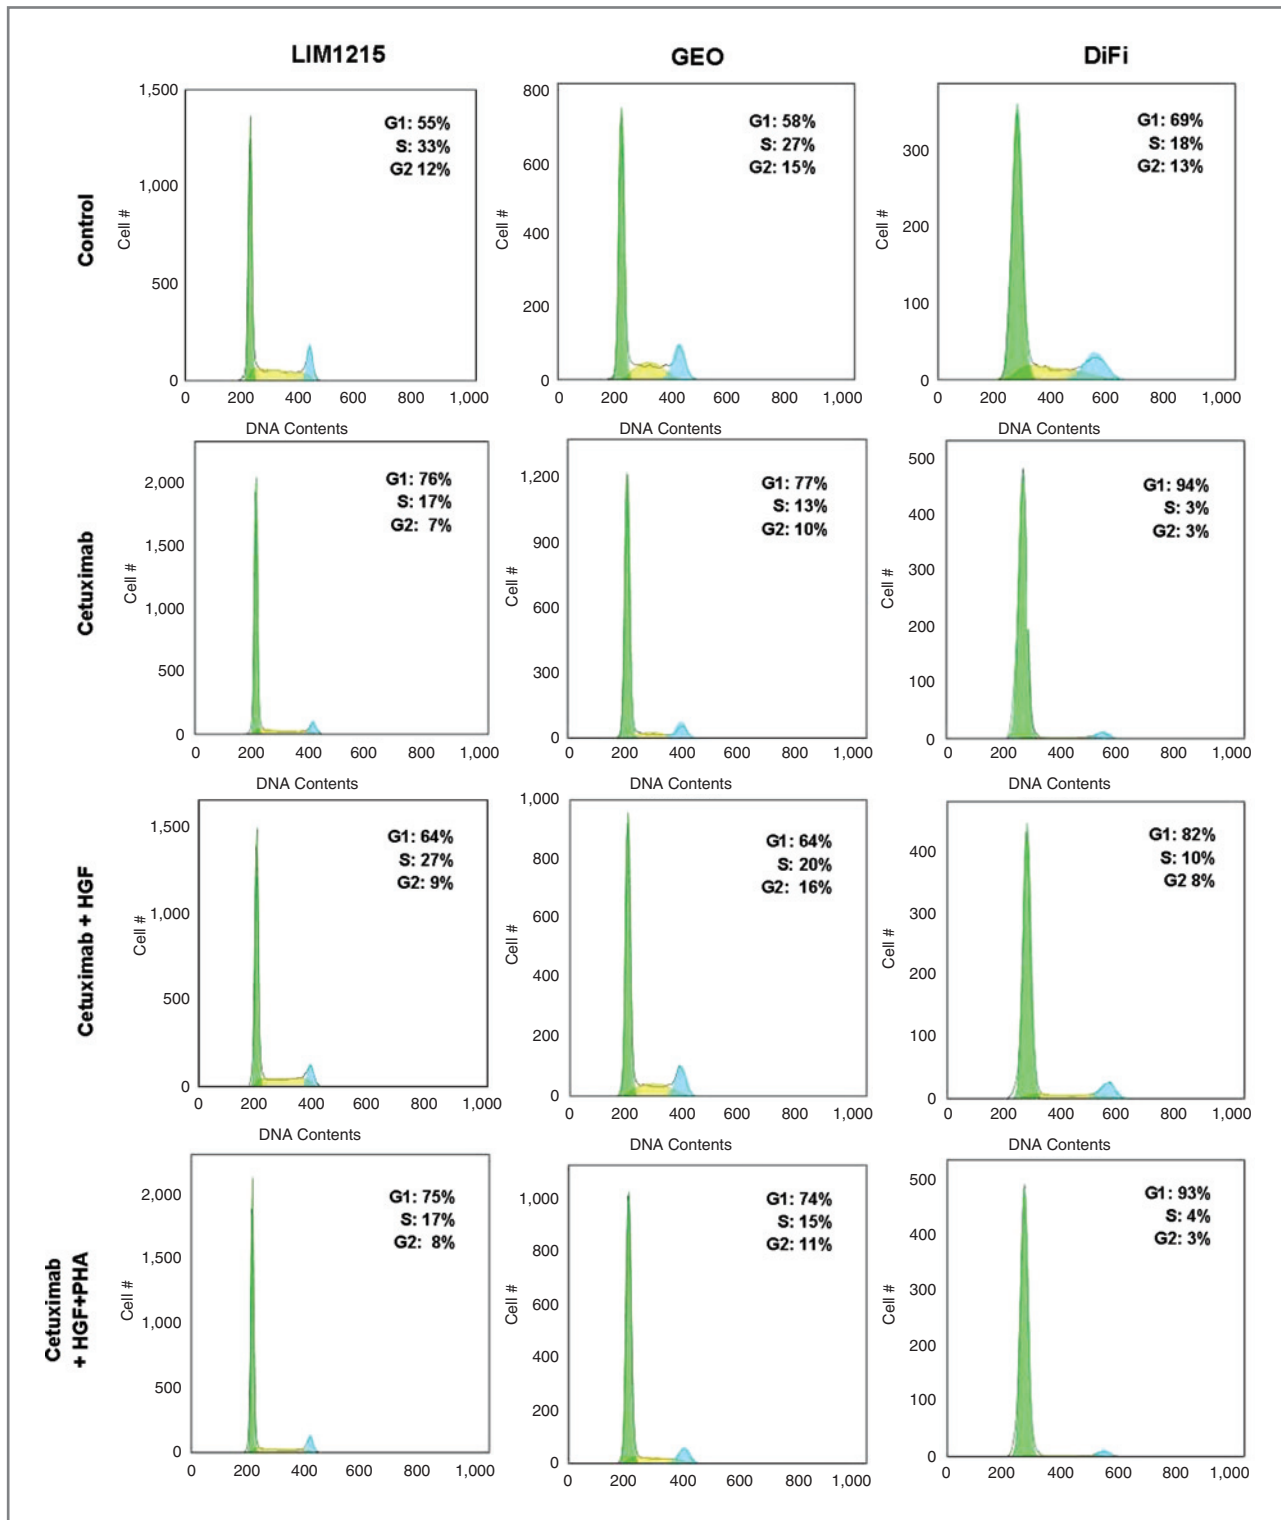 LIM1215 GEO DiFi
Control
Cell #
1,500
1,000
500
0
0 200 400 600 800 1,000
DNA Contents
G1: 55%
S: 33%
G2 12%
Cell #
800
600
400
200
0
0 200 400 600 800 1,000
DNA Contents
G1: 58%
S: 27%
G2: 15%
Cell #
300
200
100
0
0 200 400 600 800 1,000
DNA Contents
G1: 69%
S: 18%
G2: 13%
Cetuximab
Cell #
2,000
1,500
1,000
500
0
0 200 400 600 800 1,000
DNA Contents
G1: 76%
S: 17%
G2: 7%
Cell #
1,200
900
600
300
0
0 200 400 600 800 1,000
DNA Contents
G1: 77%
S: 13%
G2: 10%
Cell #
500
400
300
200
100
0
0 200 400 600 800 1,000
DNA Contents
G1: 94%
S: 3%
G2: 3%
Cetuximab + HGF
Cell #
1,500
1,000
500
0
0 200 400 600 800 1,000
DNA Contents
G1: 64%
S: 27%
G2: 9%
Cell #
1,000
800
600
400
200
0
0 200 400 600 800 1,000
DNA Contents
G1: 64%
S: 20%
G2: 16%
Cell #
400
300
200
100
0
0 200 400 600 800 1,000
DNA Contents
G1: 82%
S: 10%
G2 8%
Cetuximab
+ HGF+PHA
Cell #
2,000
1,500
1,000
500
0
0 200 400 600 800 1,000
G1: 75%
S: 17%
G2: 8%
Cell #
1,000
800
600
400
200
0
0 200 400 600 800 1,000
G1: 74%
S: 15%
G2: 11%
Cell #
500
400
300
200
100
0
0 200 400 600 800 1,000
G1: 93%
S: 4%
G2: 3%